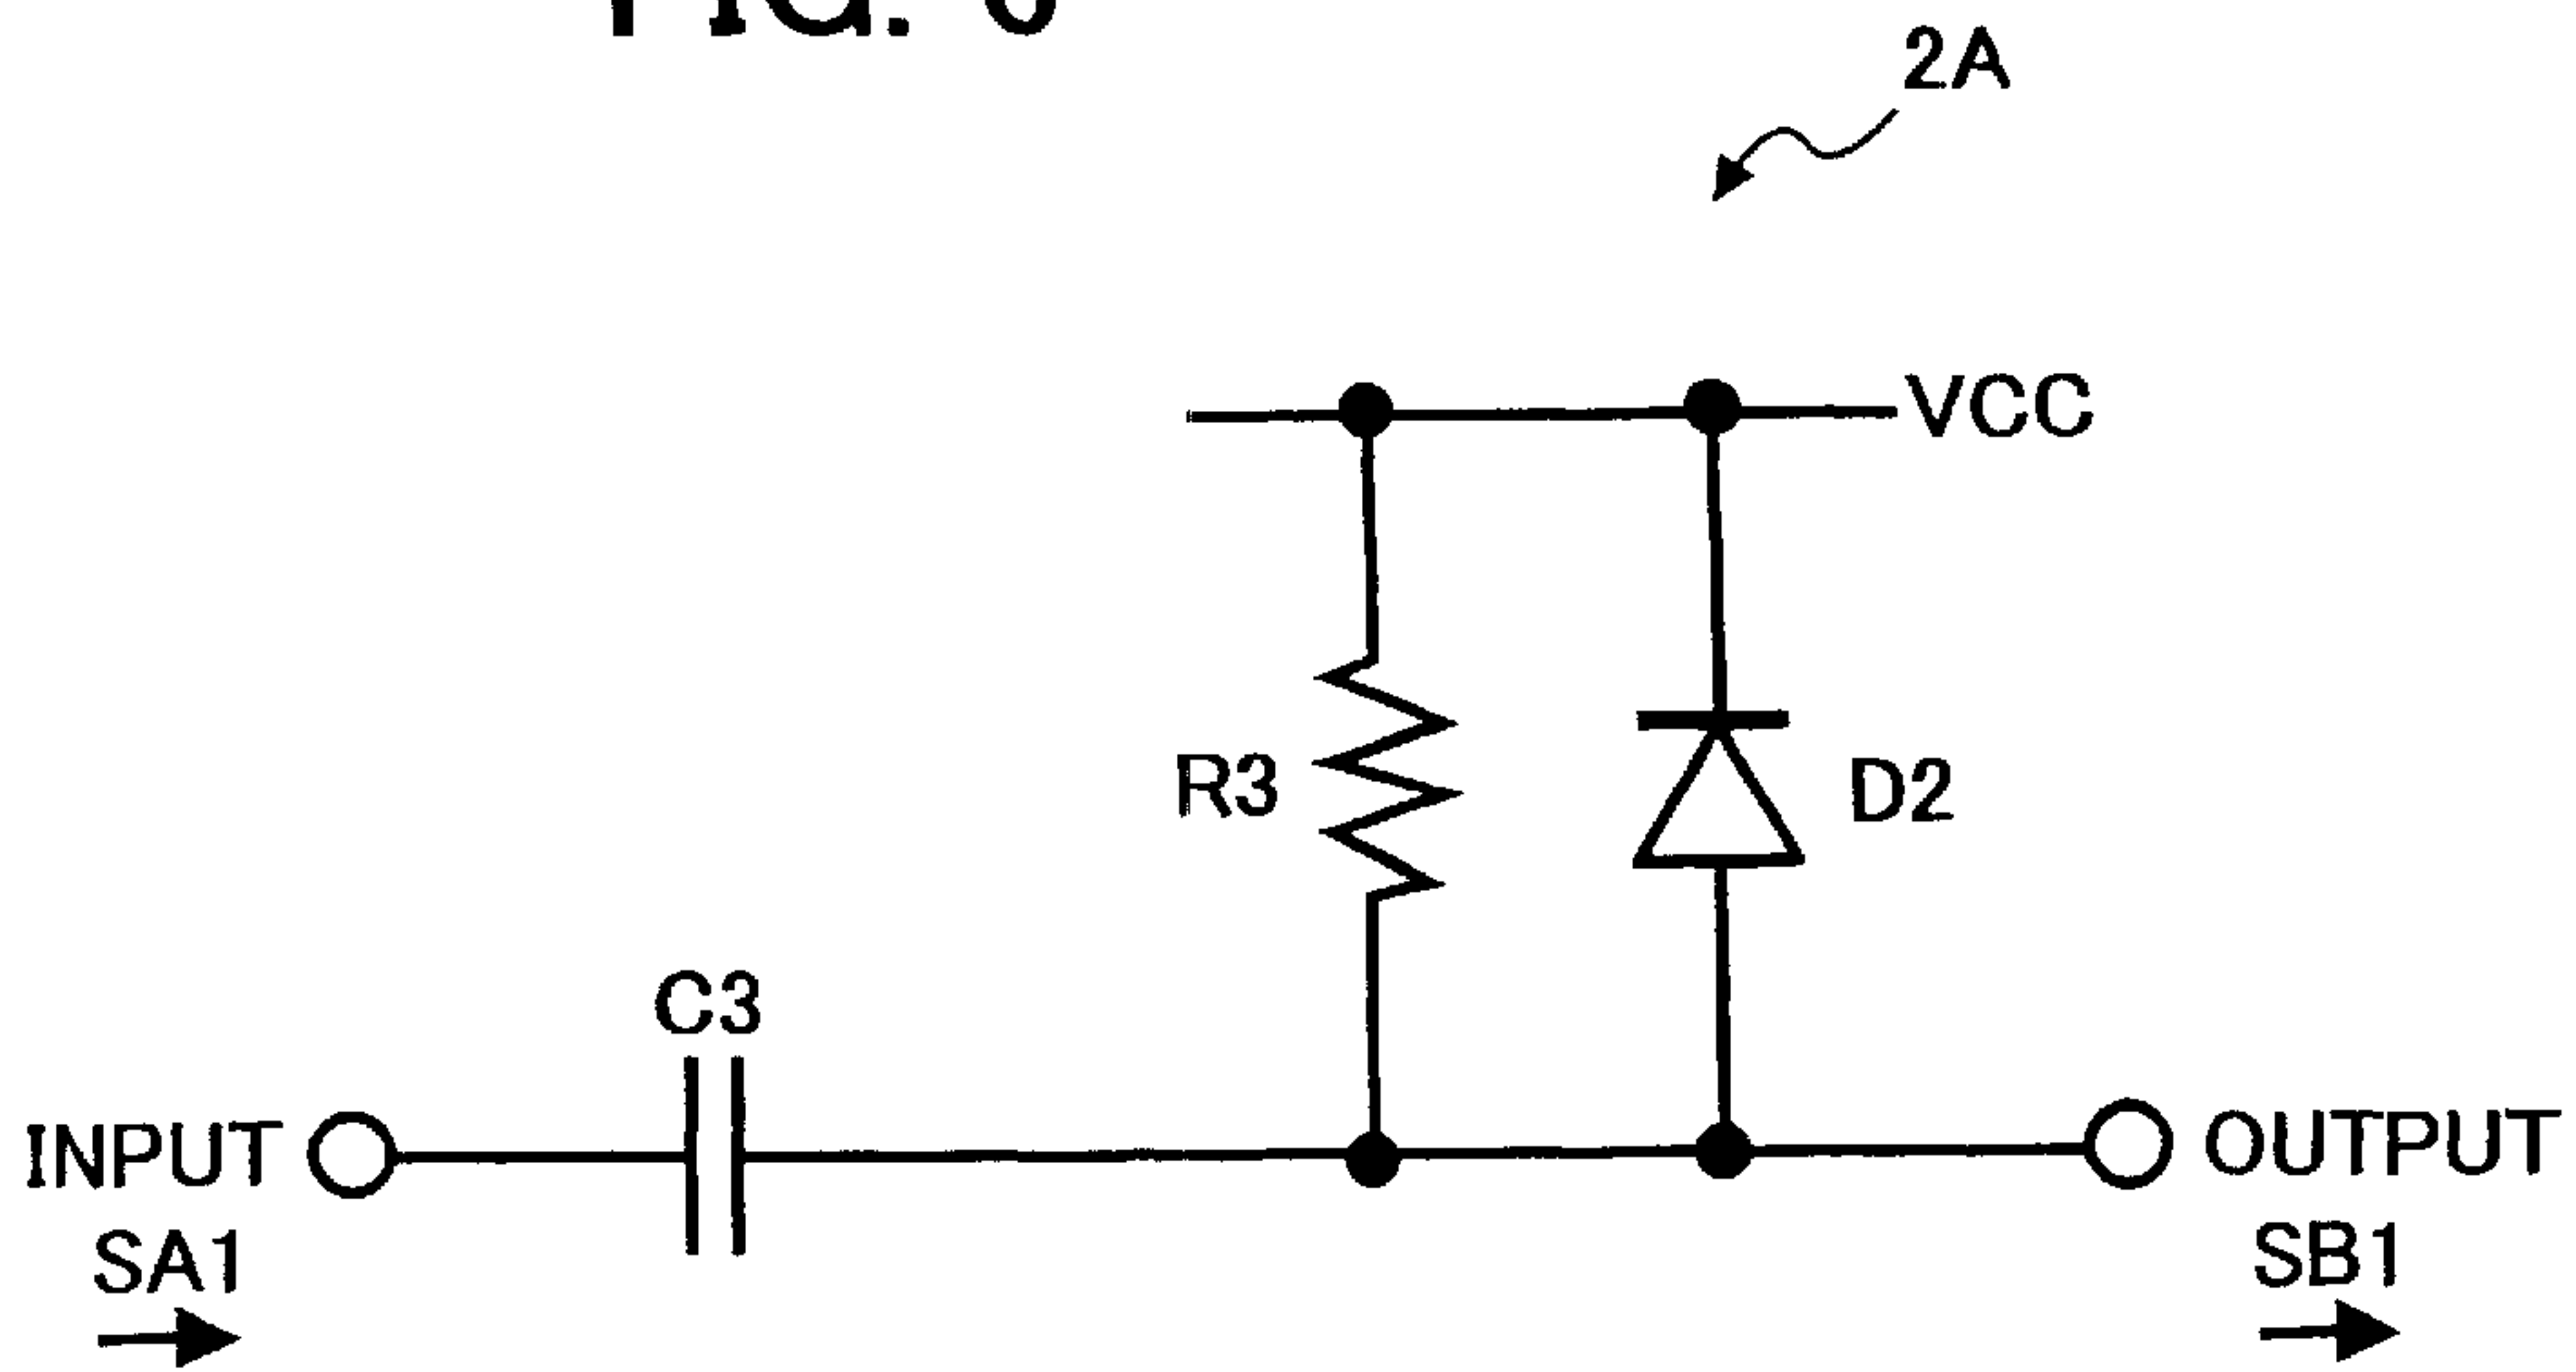 2A
VCC
R3
D2
C3
INPUT
OUTPUT
SA1
SB1